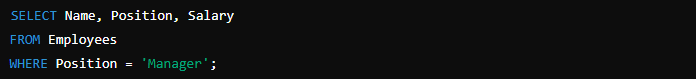 SELECT Name, Position, Salary
FROM Employees
WHERE Position = 'Manager';